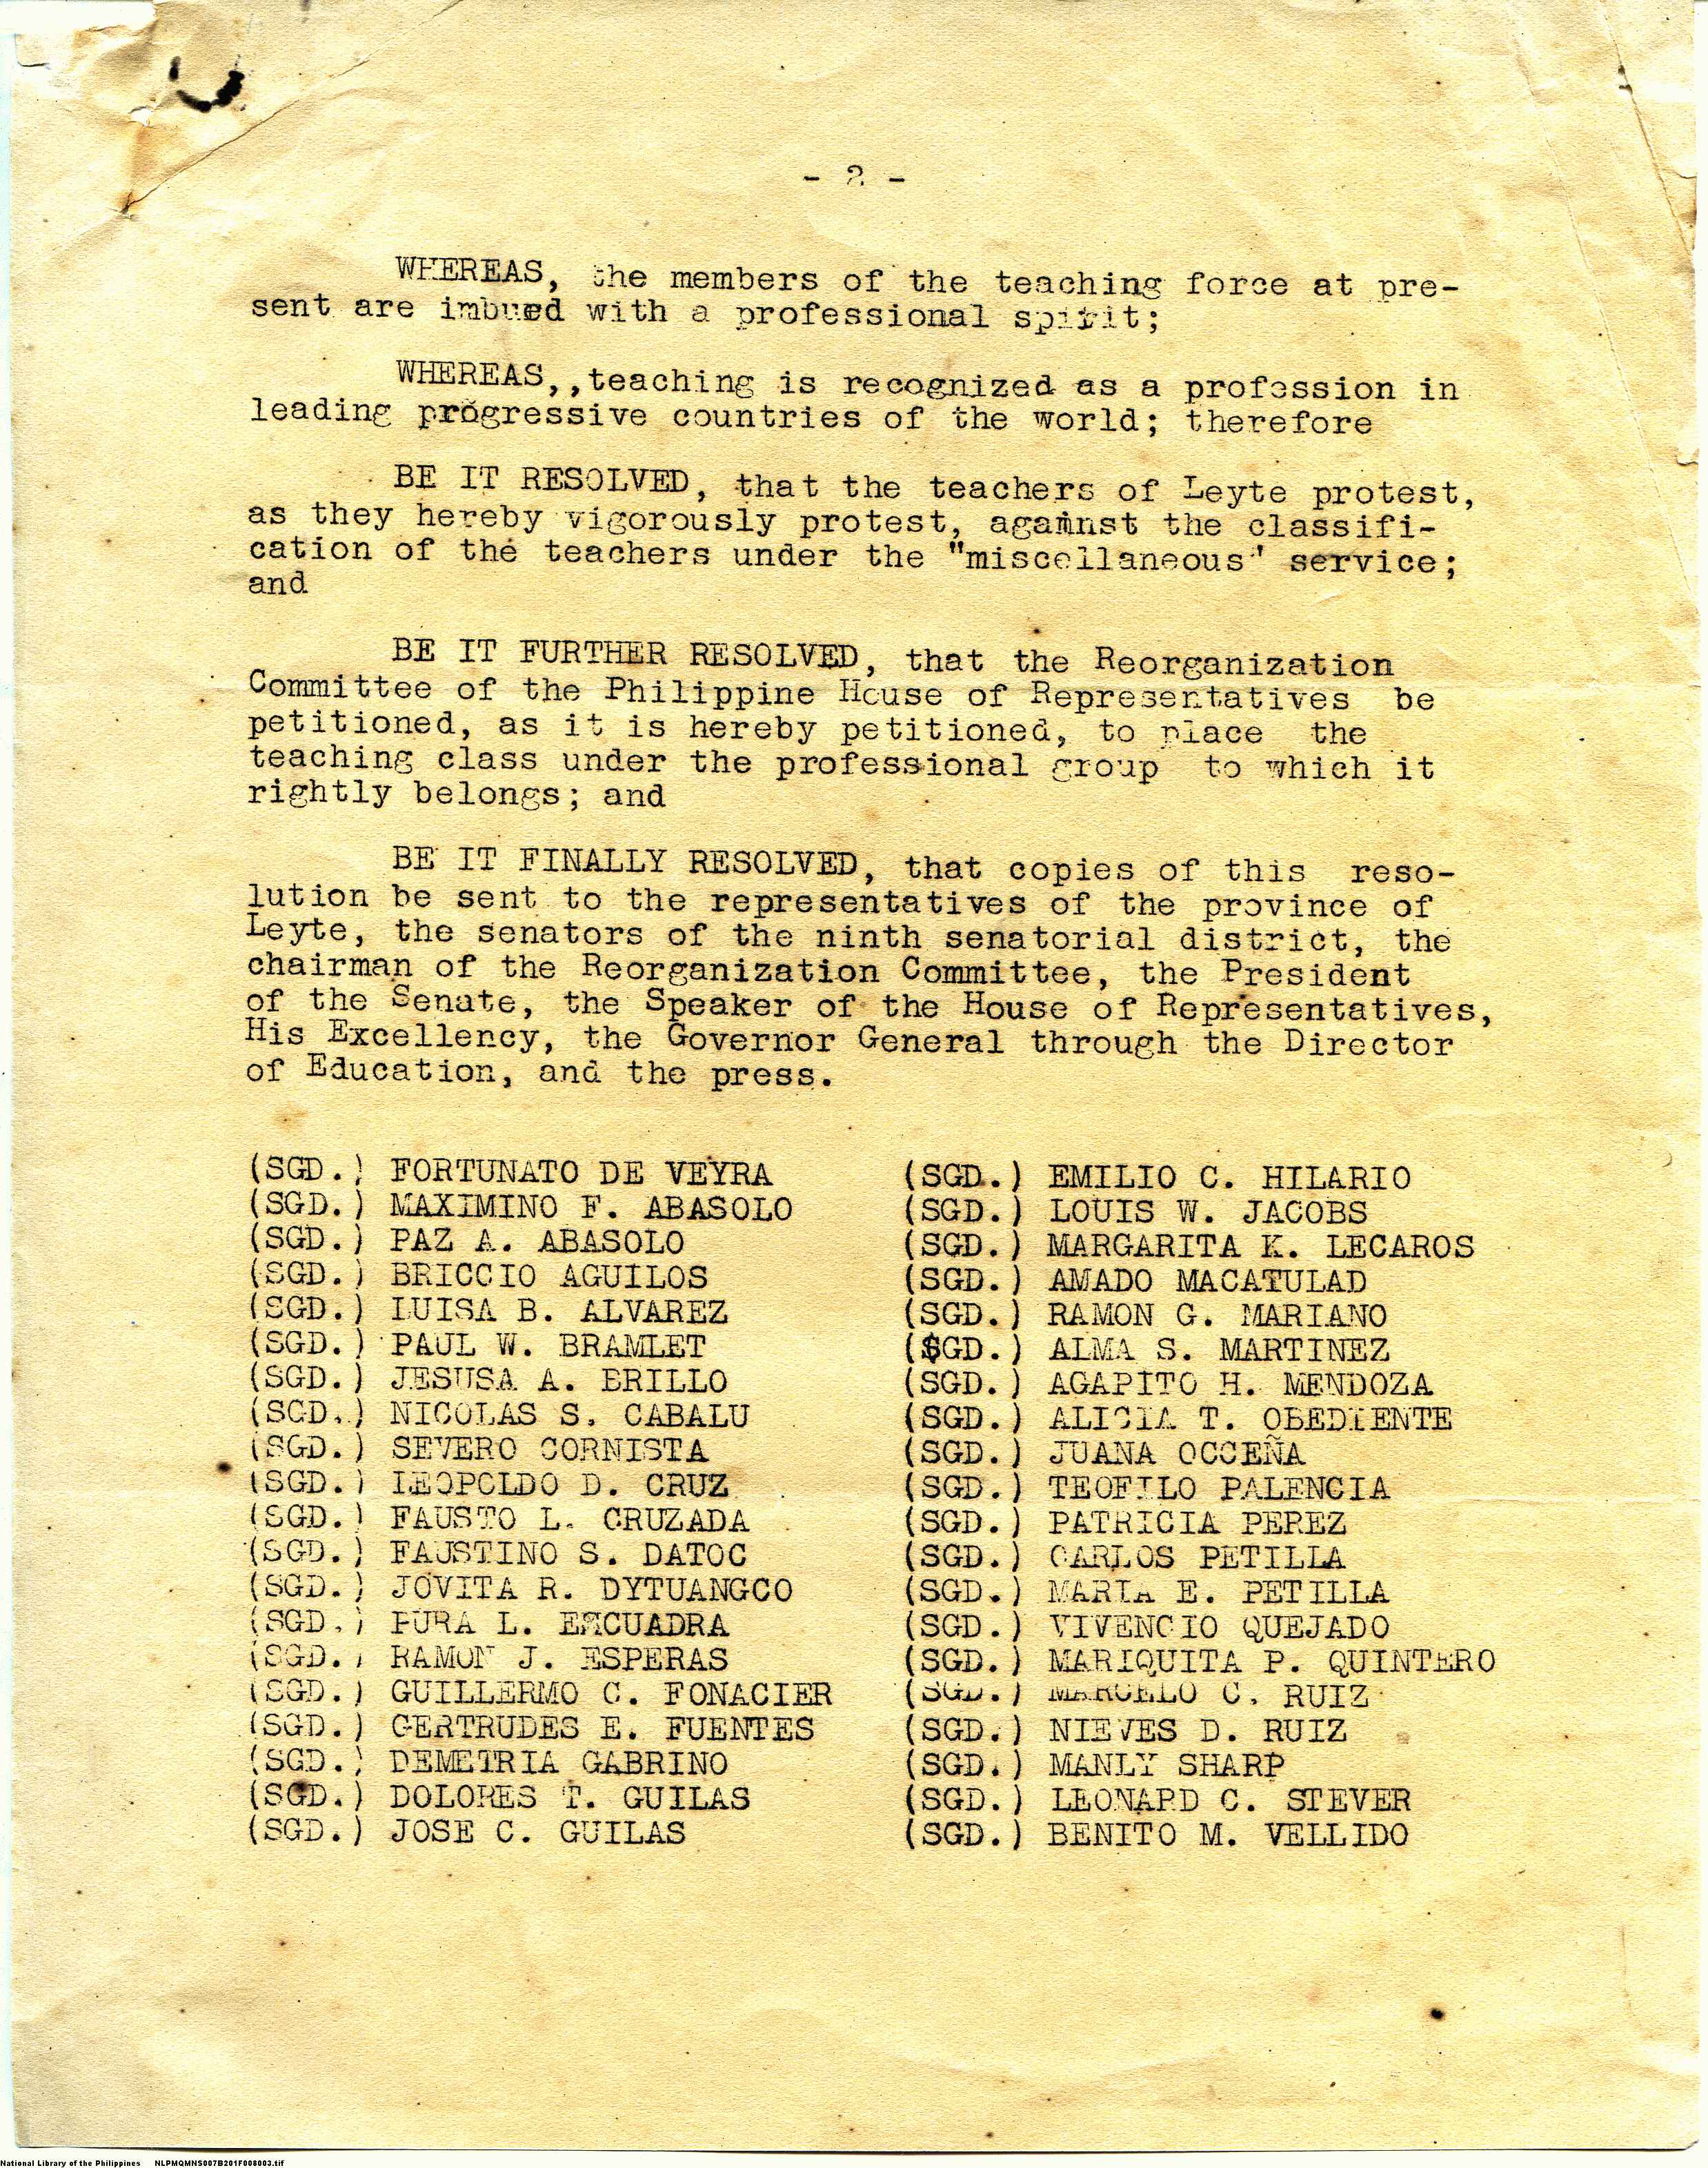 - 2 -
WHEREAS, the members of the teaching force at pre-
sent are imbued with a professional spirit;
WHEREAS,,teaching is recognized as a profession in
leading progressive countries of the world; therefore
BE IT RESOLVED, that the teachers of Leyte protest,
as they hereby vigorously protest, against the classifi-
cation of the teachers under the "miscellaneous" service;
and
BE IT FURTHER RESOLVED, that the Reorganization
Committee of the Philippine House of Representatives be
petitioned, as it is hereby petitioned, to place the
teaching class under the professional group to which it
rightly belongs; and
BE IT FINALLY RESOLVED, that copies of this reso-
lution be sent to the representatives of the province of
Leyte, the senators of the ninth senatorial district, the
chairman of the Reorganization Committee, the President
of the Senate, the Speaker of the House of Representatives,
His Excellency, the Governor General through the Director
of Education, and the press.
(SGD.) FORTUNATO DE VEYRA
(SGD.) MAXIMINO F. ABASOLO
(SGD.) PAZ A. ABASOLO
(SGD.) BRICCIO AGUILOS
(SGD.) LUISA B. ALVAREZ
(SGD.) PAUL W. BRAMLET
(SGD.) JESUSA A. BRILLO
(SGD.) NICOLAS S. CABALU
(SGD.) SEVERO CORNISTA
(SGD.) LEOPOLDO D. CRUZ
(SGD.) FAUSTO L. CRUZADA
(SGD.) FAUSTINO S. DATOC
(SGD.) JOVITA R. DYTUANGCO
(SGD.) PURA L. ESCUADRA
(SGD.) RAMON J. ESPERAS
(SGD.) GUILLERMO C. FONACIER
(SGD.) GERTRUDES E. FUENTES
(SGD.) DEMETRIA GABRINO
(SGD.) DOLORES T. GUILAS
(SGD.) JOSE C. GUILAS
(SGD.) EMILIO C. HILARIO
(SGD.) LOUIS W. JACOBS
(SGD.) MARGARITA K. LECAROS
(SGD.) AMADO MACATULAD
(SGD.) RAMON G. MARIANO
(SGD.) ALMA S. MARTINEZ
(SGD.) AGAPITO H. MENDOZA
(SGD.) ALICIA T. OBEDIENTE
(SGD.) JUANA OCCEÑA
(SGD.) TEOFILO PALENCIA
(SGD.) PATRICIA PEREZ
(SGD.) CARLOS PETILLA
(SGD.) MARIA E. PETILLA
(SGD.) VIVENCIO QUEJADO
(SGD.) MARIQUITA P. QUINTERO
(SGD.) MARCELO C. RUIZ
(SGD.) NIEVES D. RUIZ
(SGD.) MANLY SHARP
(SGD.) LEONARD C. STEVER
(SGD.) BENITO M. VELLIDO
National Library of the Philippines NLPMQMNS007B201F008003.tif